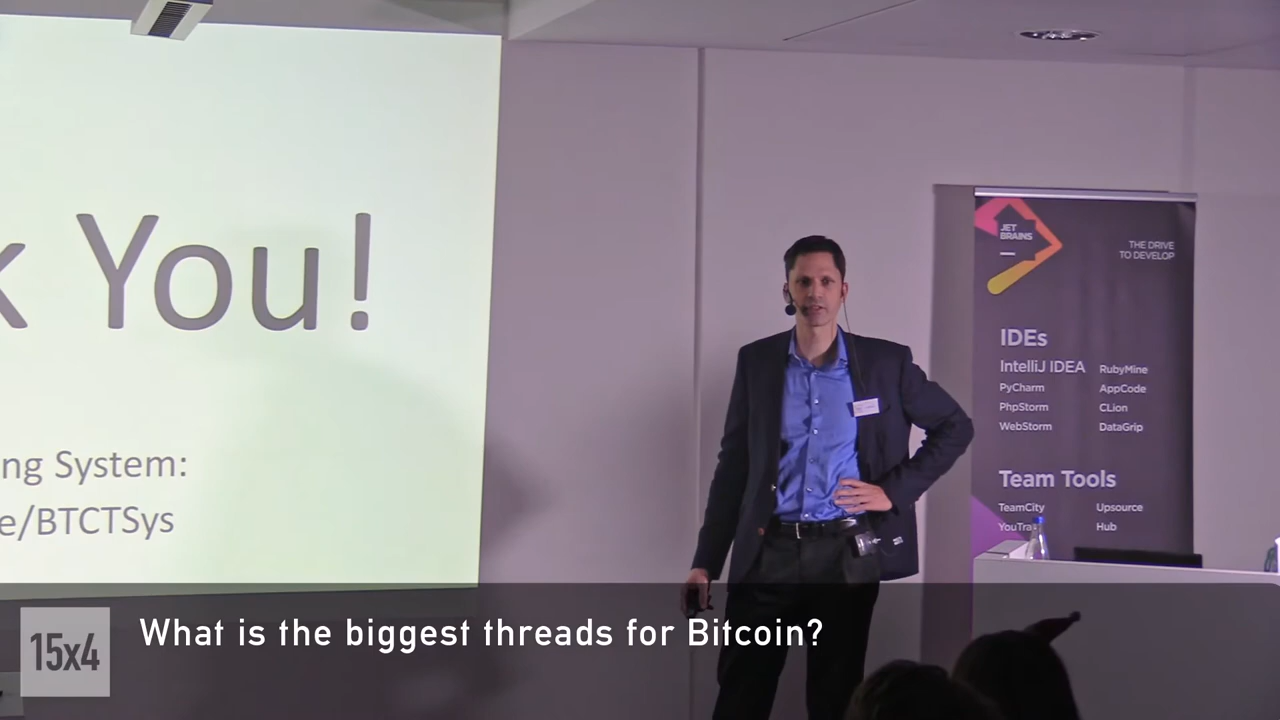 k You!
ng System:
e/BTCTSys
JET
BRAINS
THE DRIVE
TO DEVELOP
IDEs
IntelliJ IDEA
RubyMine
PyCharm
AppCode
PhpStorm
CLion
WebStorm
DataGrip
Team Tools
TeamCity
Upsource
YouTra
Hub
15x4
What is the biggest threads for Bitcoin?